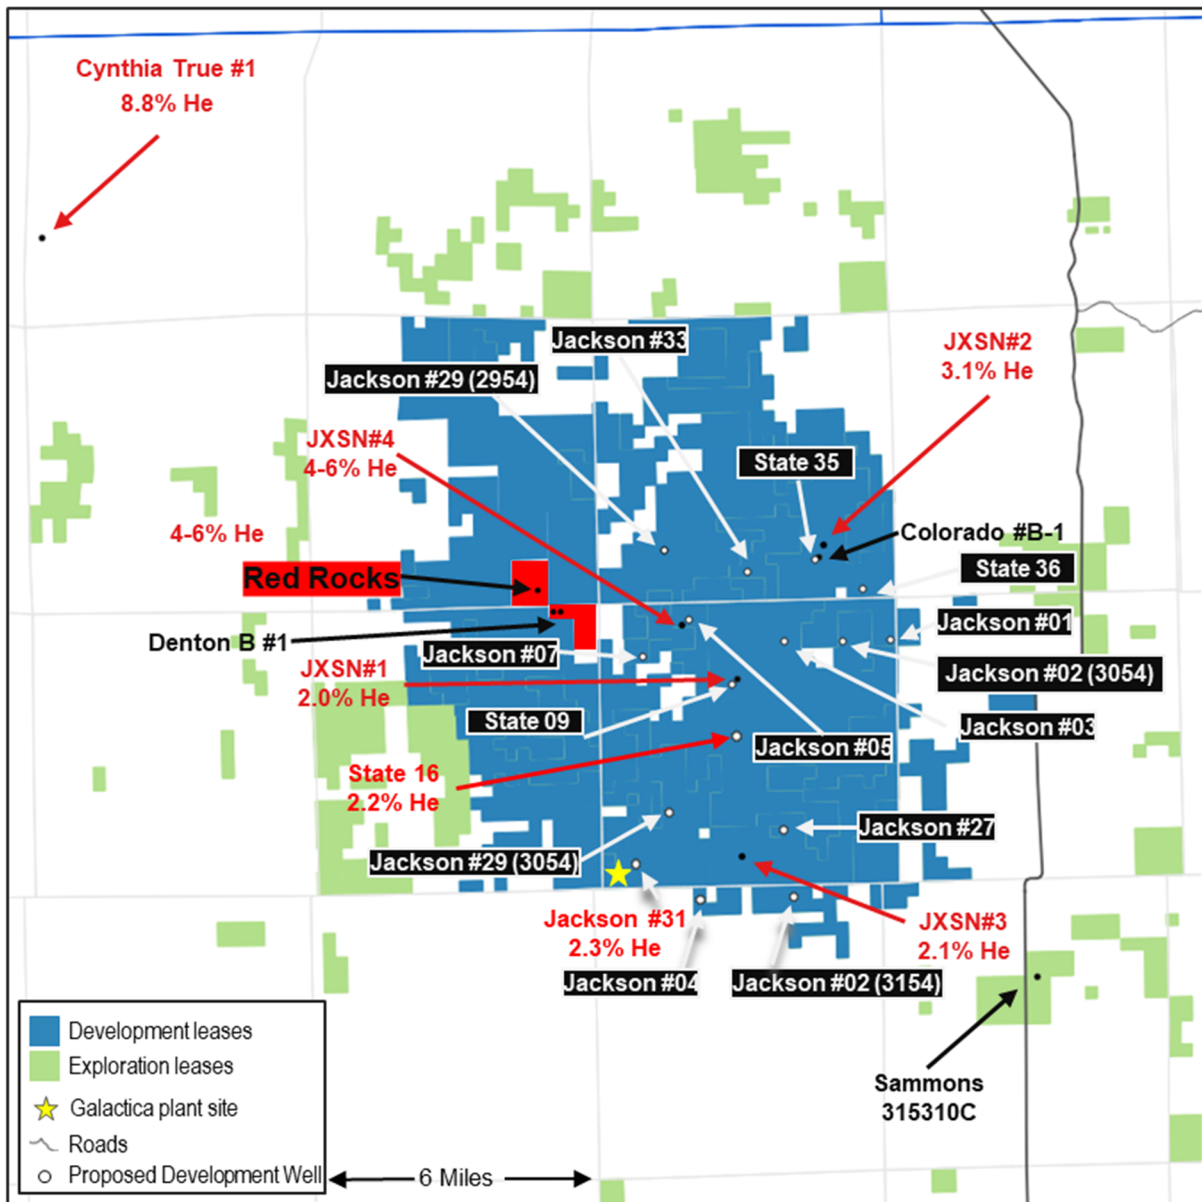 Cynthia True #1
8.8% He
Jackson #33
JXSN#2
3.1% He
Jackson #29 (2954)
JXSN#4
4-6% He
State 35
4-6% He
Colorado #B-1
State 36
Red Rocks
Jackson #01
Denton B #1
Jackson #07
Jackson #02 (3054)
JXSN#1
2.0% He
State 09
Jackson #03
Jackson #05
State 16
2.2% He
Jackson #27
Jackson #29 (3054)
Jackson #31
2.3% He
JXSN#3
2.1% He
Jackson #04
Jackson #02 (3154)
Sammons
315310C
Development leases
Exploration leases
Galactica plant site
Roads
Proposed Development Well
6 Miles